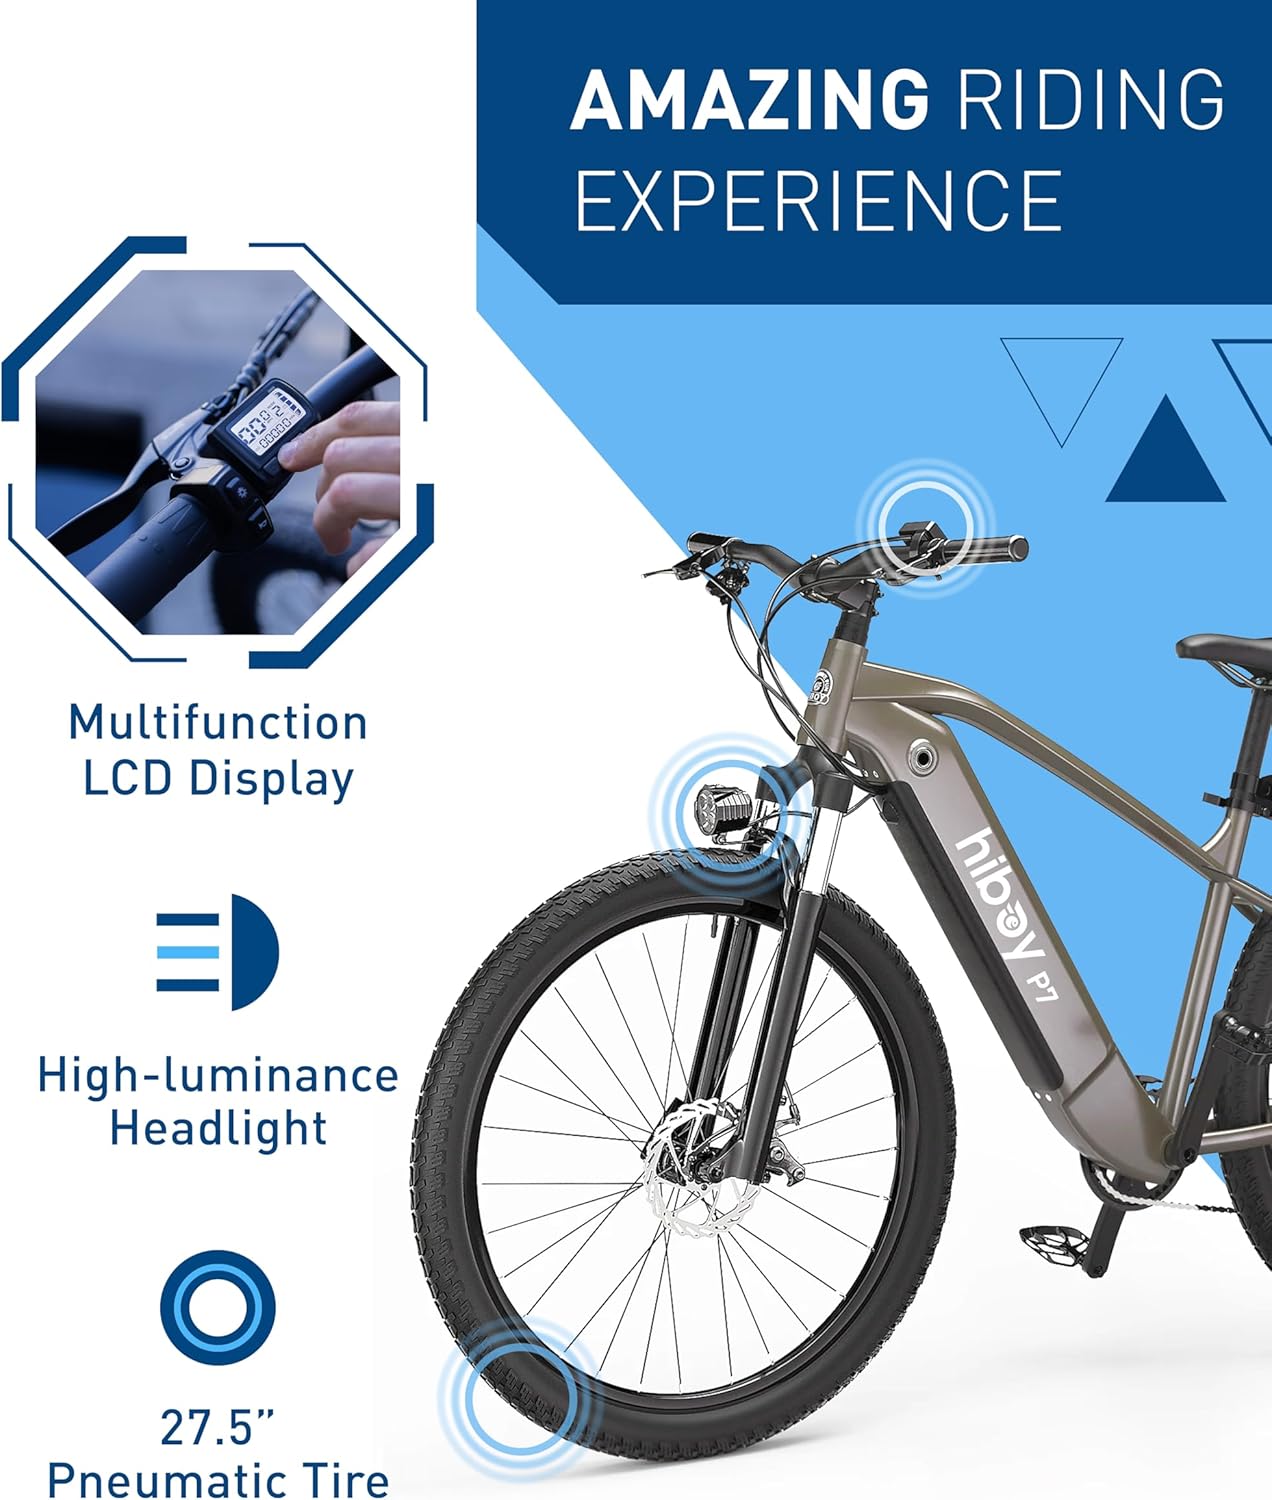 AMAZING RIDING
EXPERIENCE
Multifunction
LCD Display
High-luminance
Headlight
27.5”
Pneumatic Tire
hiboy P7